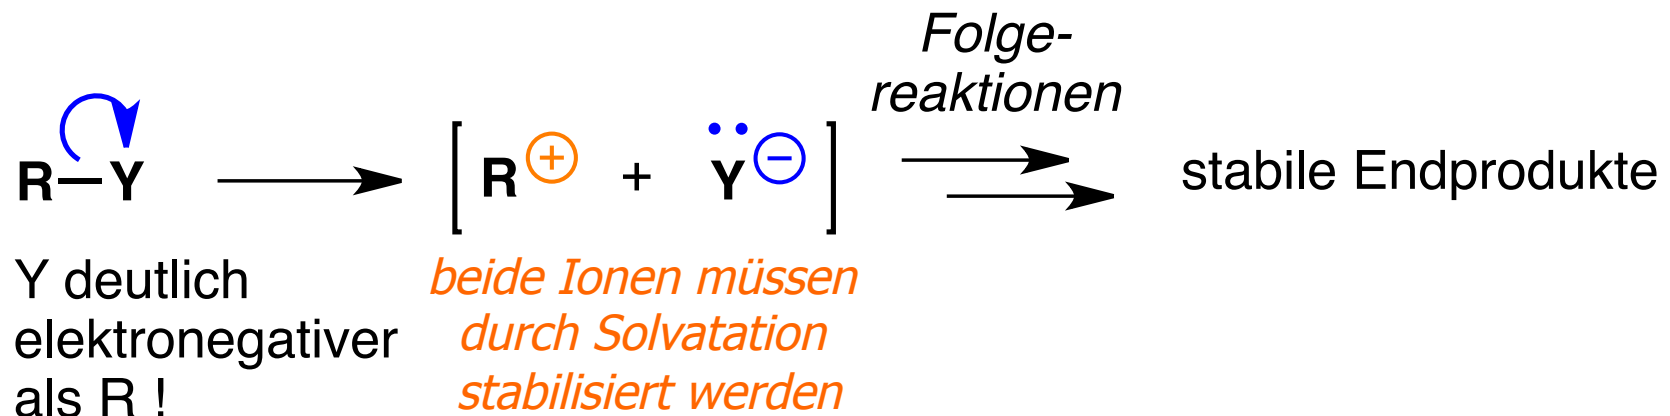 Folge-
reaktionen
R–Y
[ R⊕ + Y⊖ ]
stabile Endprodukte
Y deutlich
elektronegativer
als R !
beide Ionen müssen
durch Solvatation
stabilisiert werden